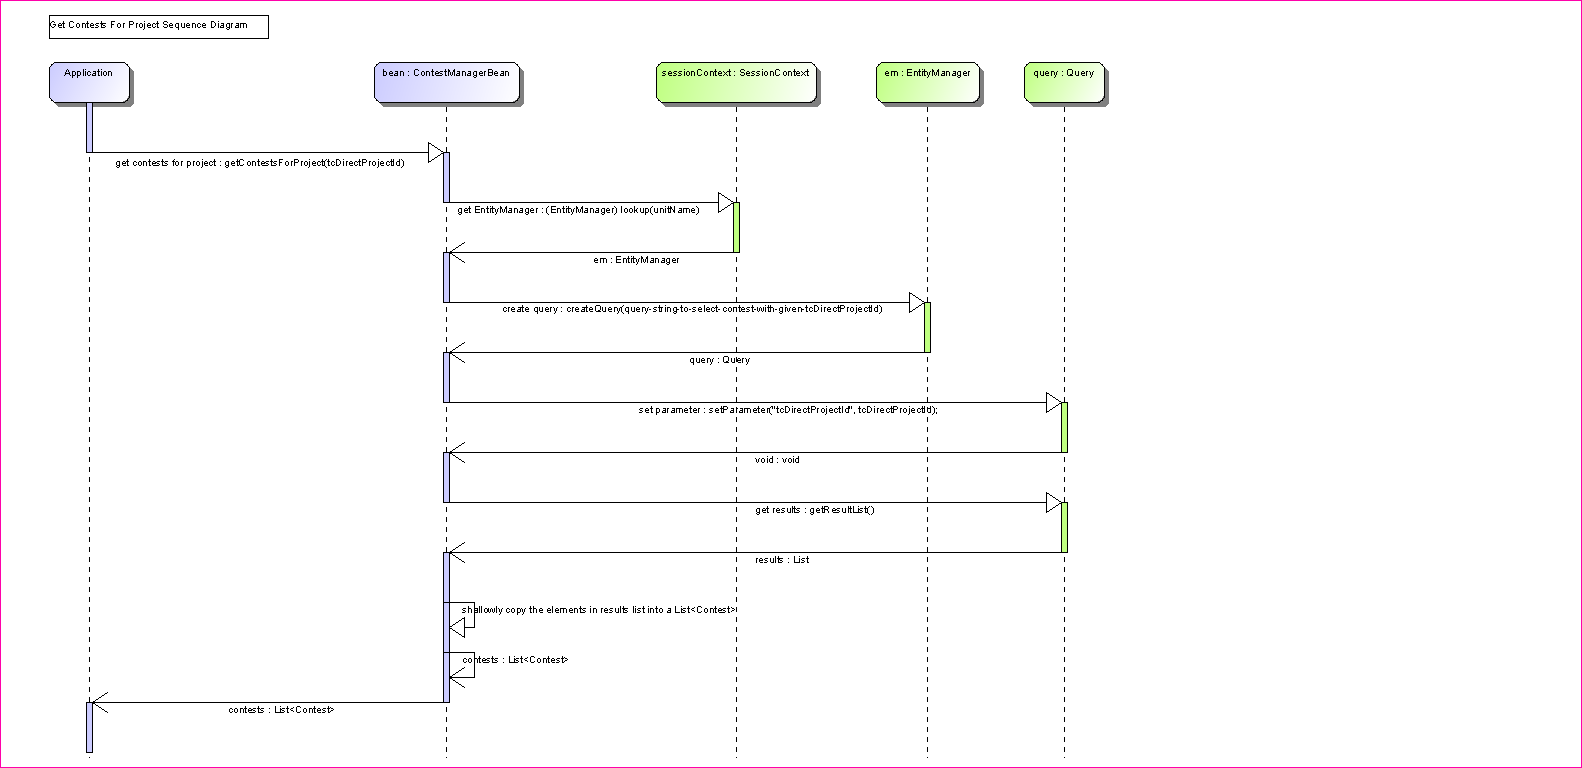 Get Contests For Project Sequence Diagram
Application
bean : ContestManagerBean
sessionContext : SessionContext
em : EntityManager
query : Query
get contests for project : getContestsForProject(tcDirectProjectId)
get EntityManager : (EntityManager) lookup(unitName)
em : EntityManager
create query : createQuery(query-string-to-select-contest-with-given-tcDirectProjectId)
query : Query
set parameter : setParameter("tcDirectProjectId", tcDirectProjectId);
void : void
get results : getResultList()
results : List
shallowly copy the elements in results list into a List<Contest>
contests : List<Contest>
contests : List<Contest>